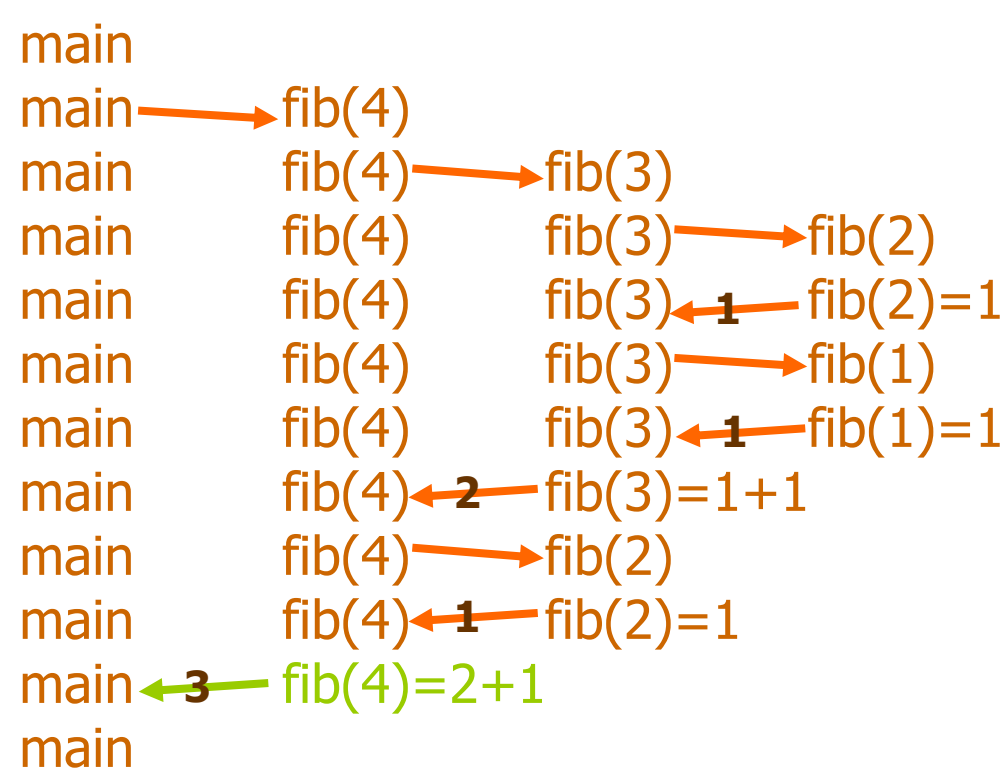 main
main fib(4)
main fib(4) fib(3)
main fib(4) fib(3) fib(2)
main fib(4) fib(3) 1 fib(2)=1
main fib(4) fib(3) fib(1)
main fib(4) fib(3) 1 fib(1)=1
main fib(4) 2 fib(3)=1+1
main fib(4) fib(2)
main fib(4) 1 fib(2)=1
main 3 fib(4)=2+1
main